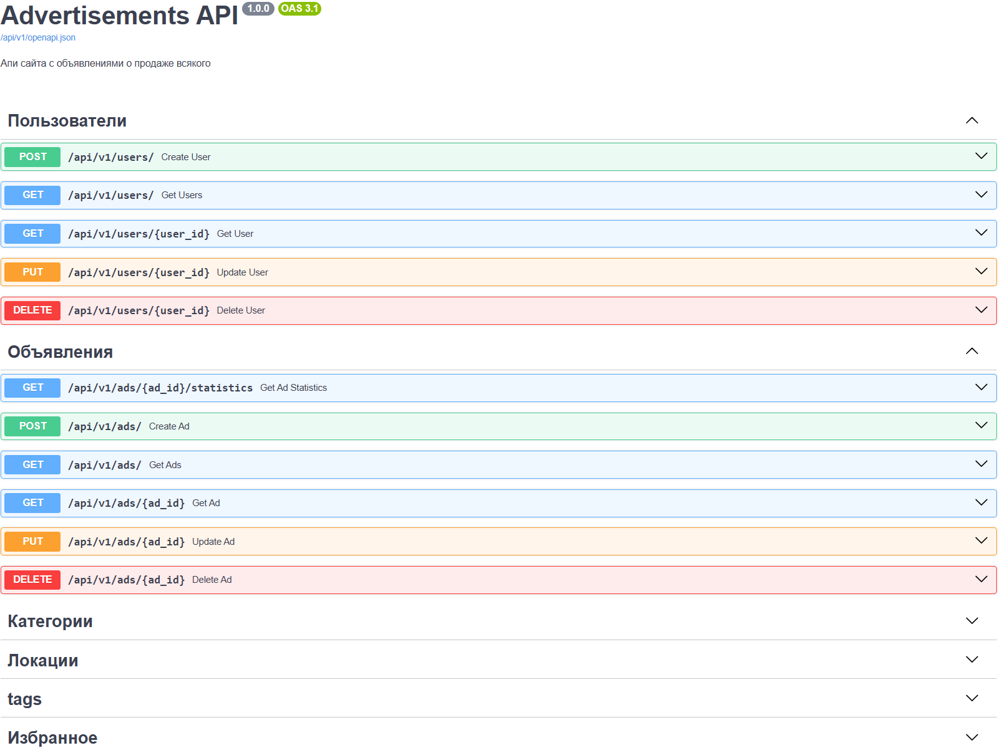 Advertisements API 1.0.0 OAS 3.1
/api/v1/openapi.json
Апи сайта с объявлениями о продаже всякого
Пользователи
POST /api/v1/users/ Create User
GET /api/v1/users/ Get Users
GET /api/v1/users/{user_id} Get User
PUT /api/v1/users/{user_id} Update User
DELETE /api/v1/users/{user_id} Delete User
Объявления
GET /api/v1/ads/{ad_id}/statistics Get Ad Statistics
POST /api/v1/ads/ Create Ad
GET /api/v1/ads/ Get Ads
GET /api/v1/ads/{ad_id} Get Ad
PUT /api/v1/ads/{ad_id} Update Ad
DELETE /api/v1/ads/{ad_id} Delete Ad
Категории
Локации
tags
Избранное